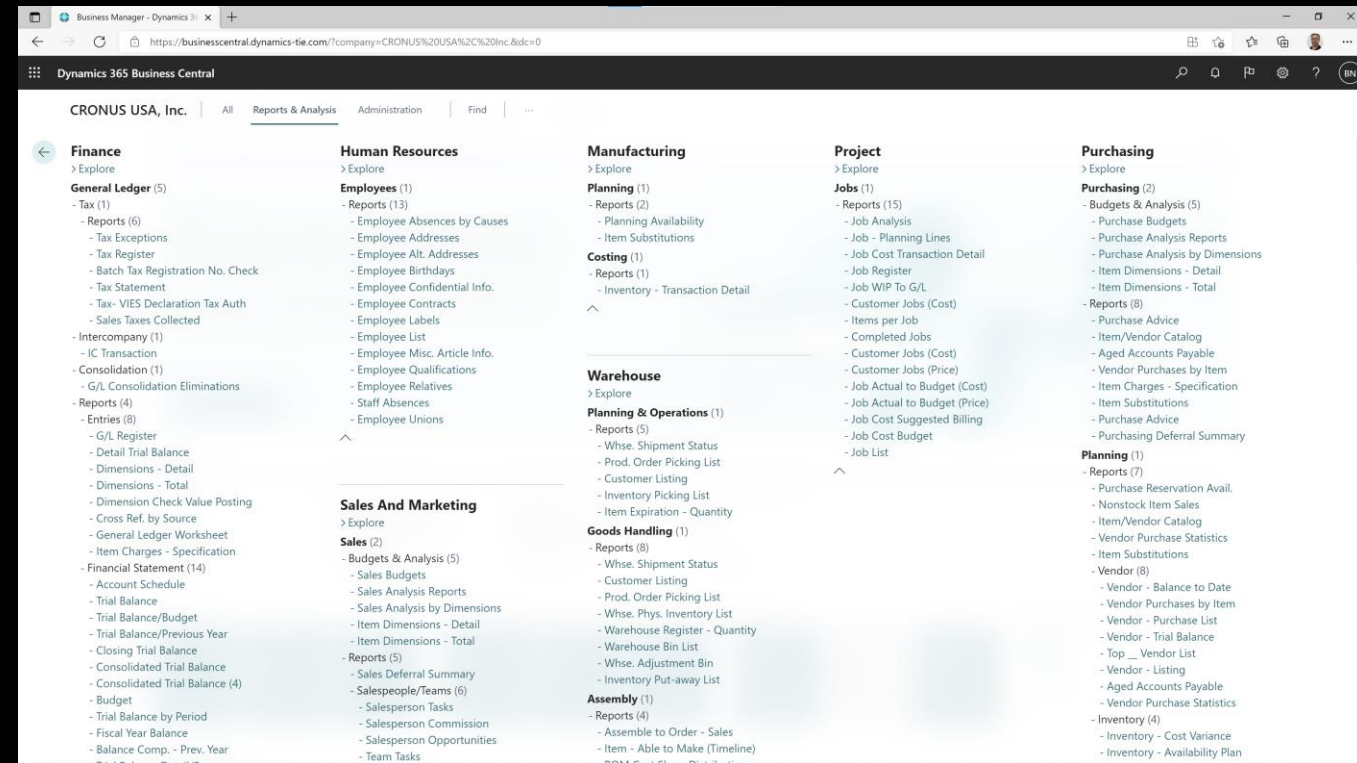 Business Manager - Dynamics 3
https://businesscentral.dynamics-tie.com/?company=CRONUS%20USA%2C%20Inc.&dc=0
Dynamics 365 Business Central
BN
CRONUS USA, Inc. All Reports & Analysis Administration Find ...
Finance
> Explore
General Ledger (5)
- Tax (1)
- Reports (6)
- Tax Exceptions
- Tax Register
- Batch Tax Registration No. Check
- Tax Statement
- Tax- VIES Declaration Tax Auth
- Sales Taxes Collected
- Intercompany (1)
- IC Transaction
- Consolidation (1)
- G/L Consolidation Eliminations
- Reports (4)
- Entries (8)
- G/L Register
- Detail Trial Balance
- Dimensions - Detail
- Dimensions - Total
- Dimension Check Value Posting
- Cross Ref. by Source
- General Ledger Worksheet
- Item Charges - Specification
- Financial Statement (14)
- Account Schedule
- Trial Balance
- Trial Balance/Budget
- Trial Balance/Previous Year
- Closing Trial Balance
- Consolidated Trial Balance
- Consolidated Trial Balance (4)
- Budget
- Trial Balance by Period
- Fiscal Year Balance
- Balance Comp. - Prev. Year
Human Resources
> Explore
Employees (1)
- Reports (13)
- Employee Absences by Causes
- Employee Addresses
- Employee Alt. Addresses
- Employee Birthdays
- Employee Confidential Info.
- Employee Contracts
- Employee Labels
- Employee List
- Employee Misc. Article Info.
- Employee Qualifications
- Employee Relatives
- Staff Absences
- Employee Unions
Sales And Marketing
> Explore
Sales (2)
- Budgets & Analysis (5)
- Sales Budgets
- Sales Analysis Reports
- Sales Analysis by Dimensions
- Item Dimensions - Detail
- Item Dimensions - Total
- Reports (5)
- Sales Deferral Summary
- Salespeople/Teams (6)
- Salesperson Tasks
- Salesperson Commission
- Salesperson Opportunities
- Team Tasks
Manufacturing
> Explore
Planning (1)
- Reports (2)
- Planning Availability
- Item Substitutions
Costing (1)
- Reports (1)
- Inventory - Transaction Detail
Warehouse
> Explore
Planning & Operations (1)
- Reports (5)
- Whse. Shipment Status
- Prod. Order Picking List
- Customer Listing
- Inventory Picking List
- Item Expiration - Quantity
Goods Handling (1)
- Reports (8)
- Whse. Shipment Status
- Customer Listing
- Prod. Order Picking List
- Whse. Phys. Inventory List
- Warehouse Register - Quantity
- Warehouse Bin List
- Whse. Adjustment Bin
- Inventory Put-away List
Assembly (1)
- Reports (4)
- Assemble to Order - Sales
- Item - Able to Make (Timeline)
Project
> Explore
Jobs (1)
- Reports (15)
- Job Analysis
- Job - Planning Lines
- Job Cost Transaction Detail
- Job Register
- Job WIP To G/L
- Customer Jobs (Cost)
- Items per Job
- Completed Jobs
- Customer Jobs (Cost)
- Customer Jobs (Price)
- Job Actual to Budget (Cost)
- Job Actual to Budget (Price)
- Job Cost Suggested Billing
- Job Cost Budget
- Job List
Purchasing
> Explore
Purchasing (2)
- Budgets & Analysis (5)
- Purchase Budgets
- Purchase Analysis Reports
- Purchase Analysis by Dimensions
- Item Dimensions - Detail
- Item Dimensions - Total
- Reports (8)
- Purchase Advice
- Item/Vendor Catalog
- Aged Accounts Payable
- Vendor Purchases by Item
- Item Charges - Specification
- Item Substitutions
- Purchase Advice
- Purchasing Deferral Summary
Planning (1)
- Reports (7)
- Purchase Reservation Avail.
- Nonstock Item Sales
- Item/Vendor Catalog
- Vendor Purchase Statistics
- Item Substitutions
- Vendor (8)
- Vendor - Balance to Date
- Vendor Purchases by Item
- Vendor - Purchase List
- Vendor - Trial Balance
- Top __ Vendor List
- Vendor - Listing
- Aged Accounts Payable
- Vendor Purchase Statistics
- Inventory (4)
- Inventory - Cost Variance
- Inventory - Availability Plan